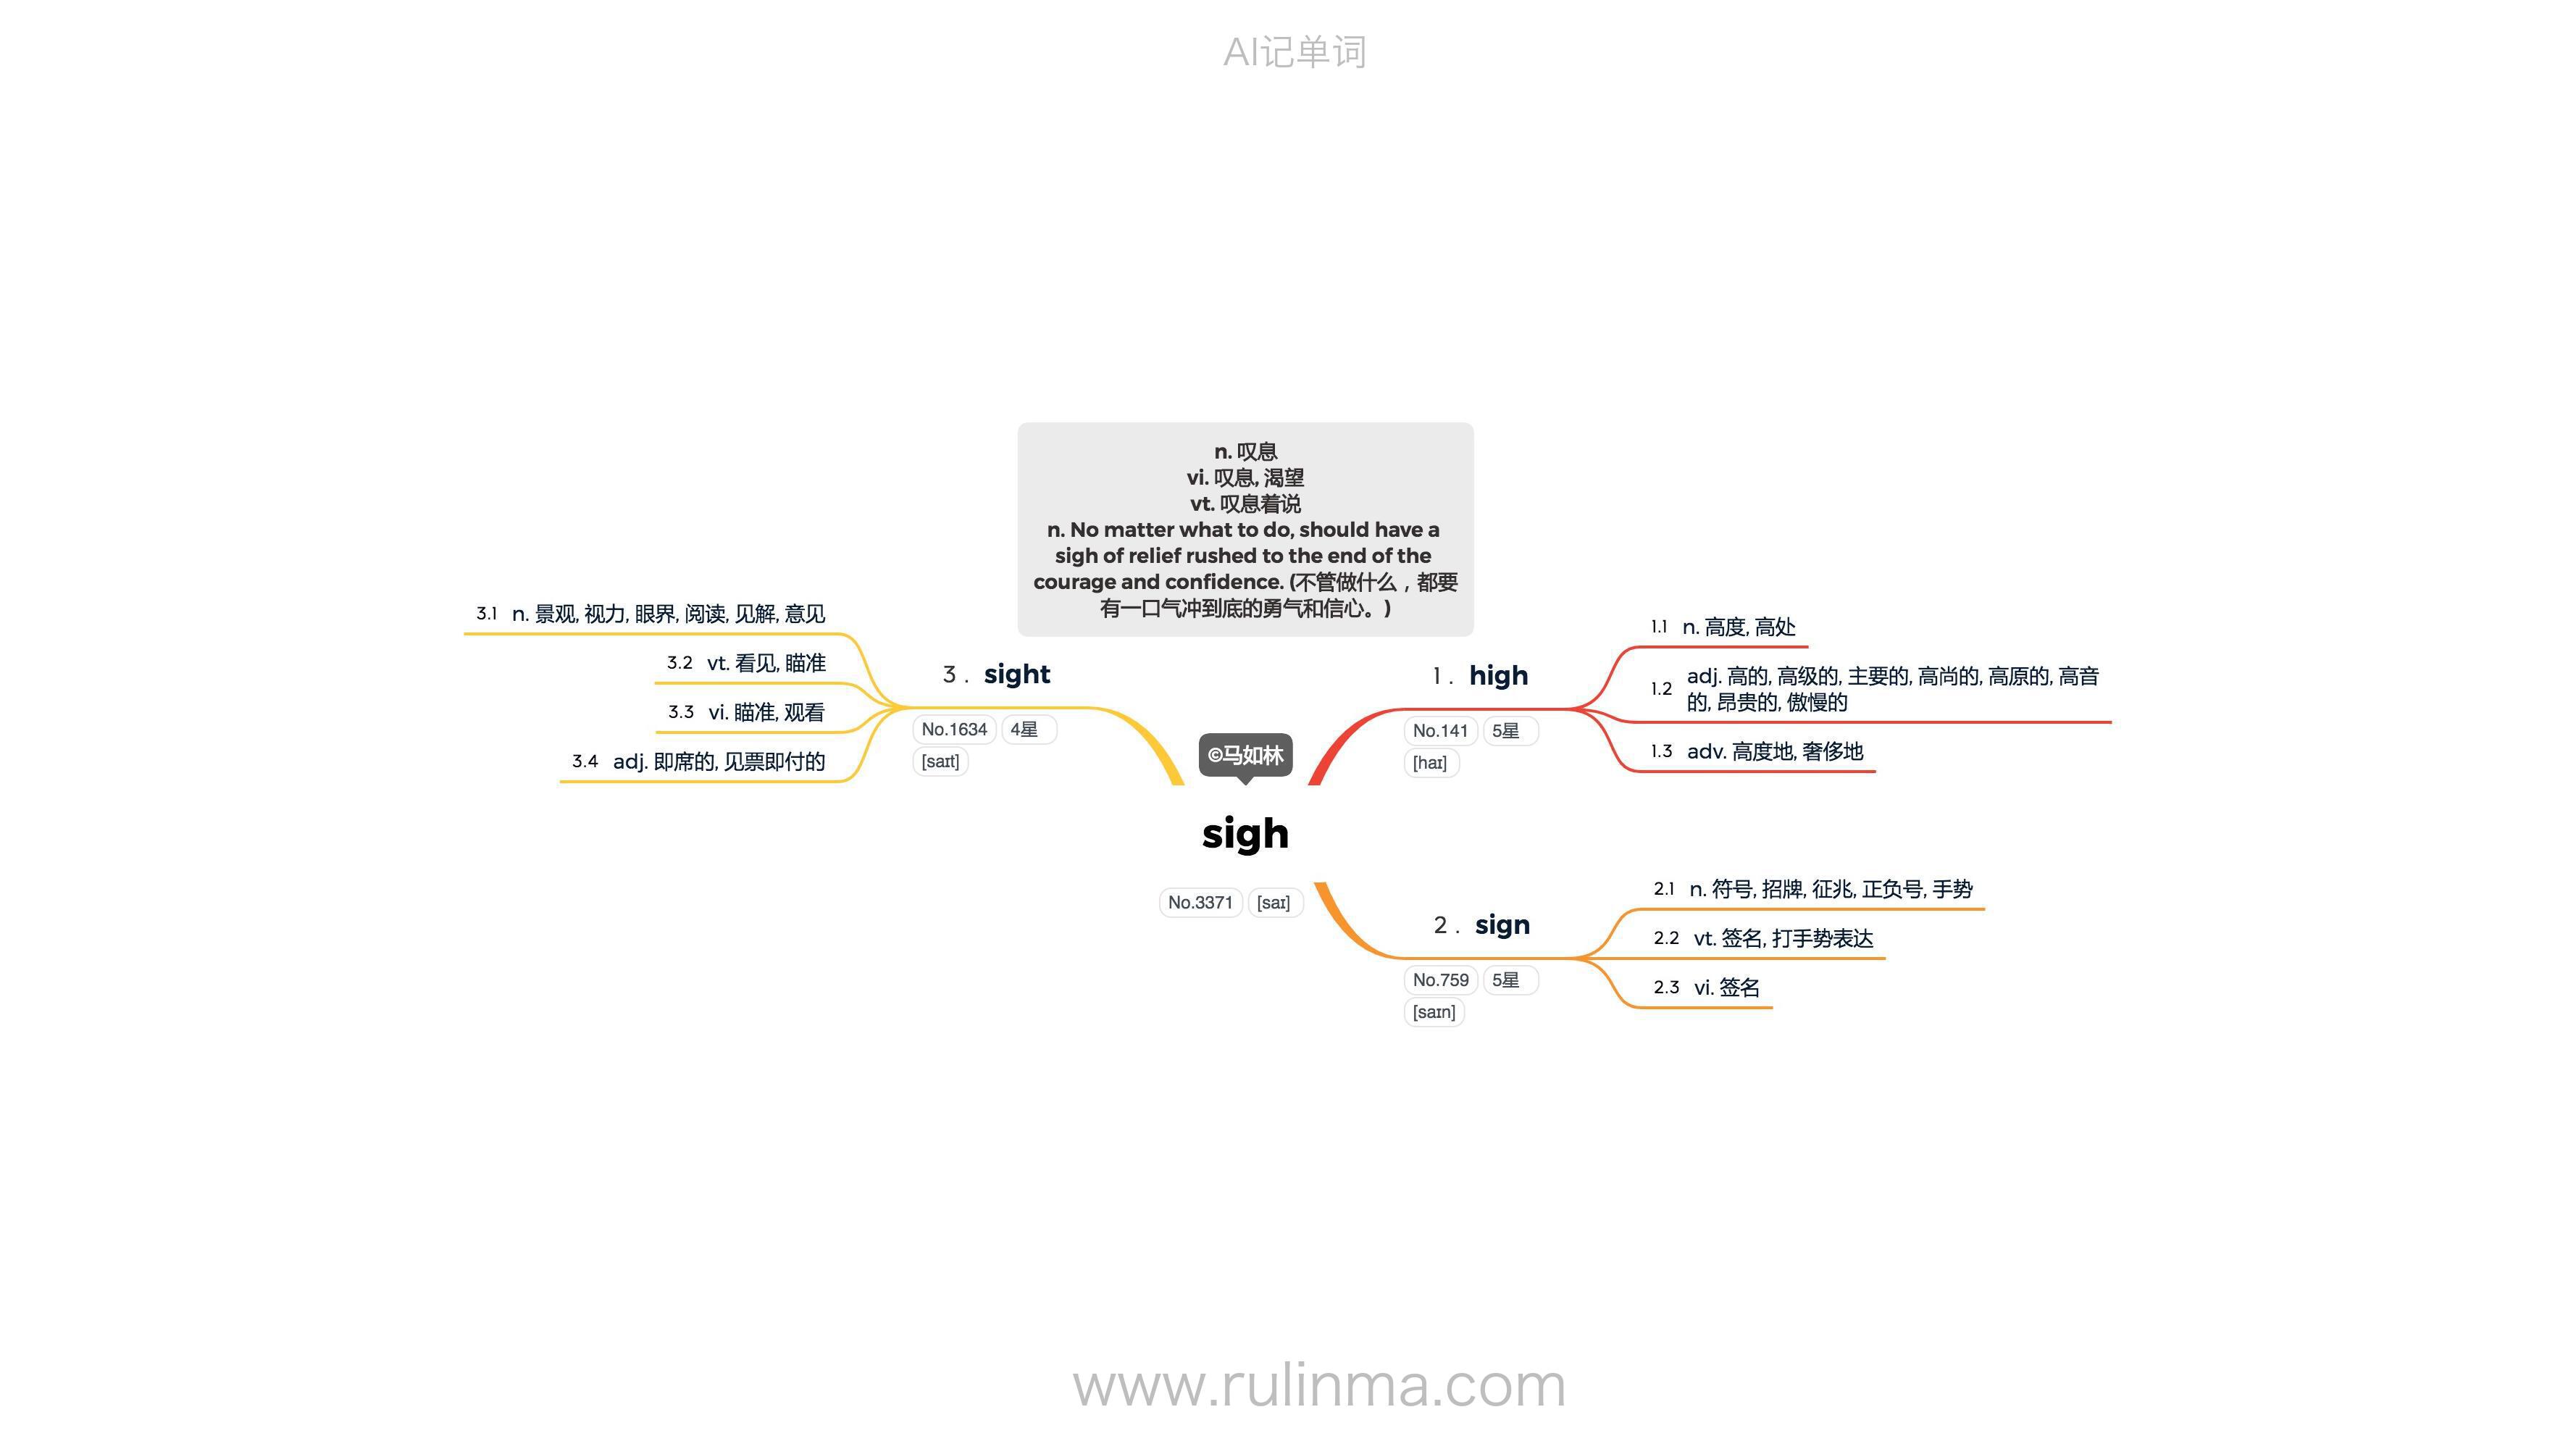 AI记单词
n. 叹息
vi. 叹息, 渴望
vt. 叹息着说
n. No matter what to do, should have a
sigh of relief rushed to the end of the
courage and confidence. (不管做什么，都要
有一口气冲到底的勇气和信心。)
©马如林
sigh
No.3371 [saɪ]
1. high
No.141 5星
[haɪ]
1.1 n. 高度, 高处
1.2 adj. 高的, 高级的, 主要的, 高尚的, 高原的, 高音
的, 昂贵的, 傲慢的
1.3 adv. 高度地, 奢侈地
2. sign
No.759 5星
[saɪn]
2.1 n. 符号, 招牌, 征兆, 正负号, 手势
2.2 vt. 签名, 打手势表达
2.3 vi. 签名
3. sight
No.1634 4星
[saɪt]
3.1 n. 景观, 视力, 眼界, 阅读, 见解, 意见
3.2 vt. 看见, 瞄准
3.3 vi. 瞄准, 观看
3.4 adj. 即席的, 见票即付的
www.rulinma.com